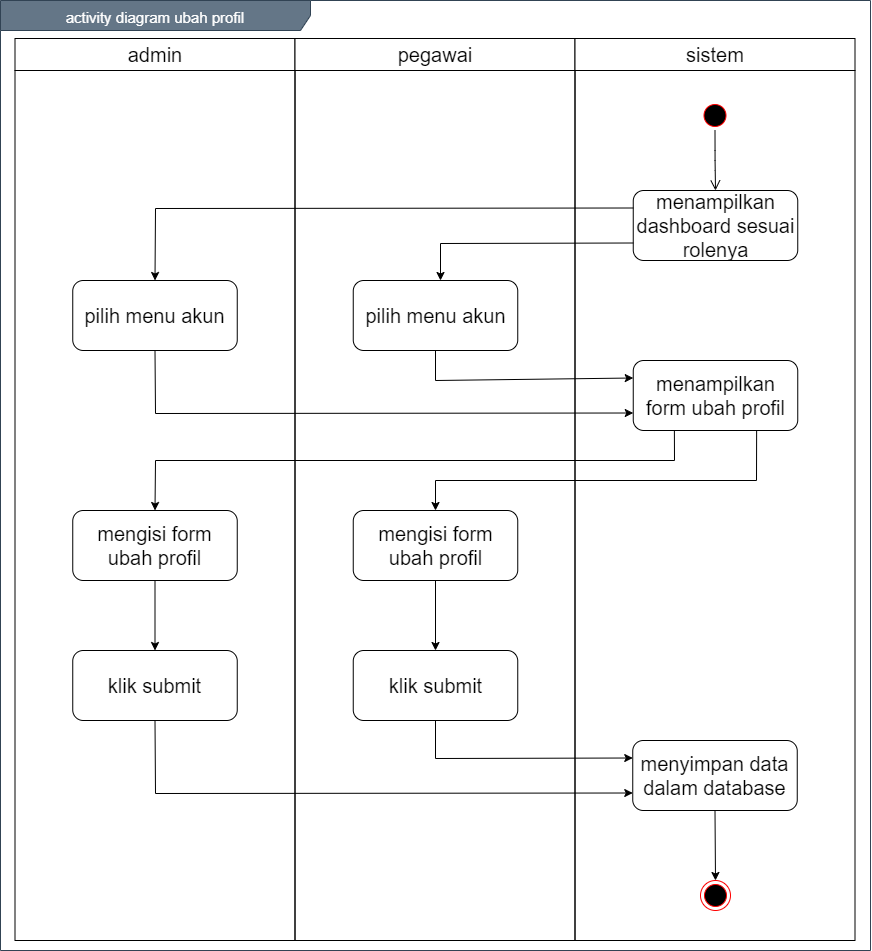 activity diagram ubah profil
admin
pegawai
sistem
menampilkan
dashboard sesuai
rolenya
pilih menu akun
pilih menu akun
menampilkan
form ubah profil
mengisi form
ubah profil
mengisi form
ubah profil
klik submit
klik submit
menyimpan data
dalam database